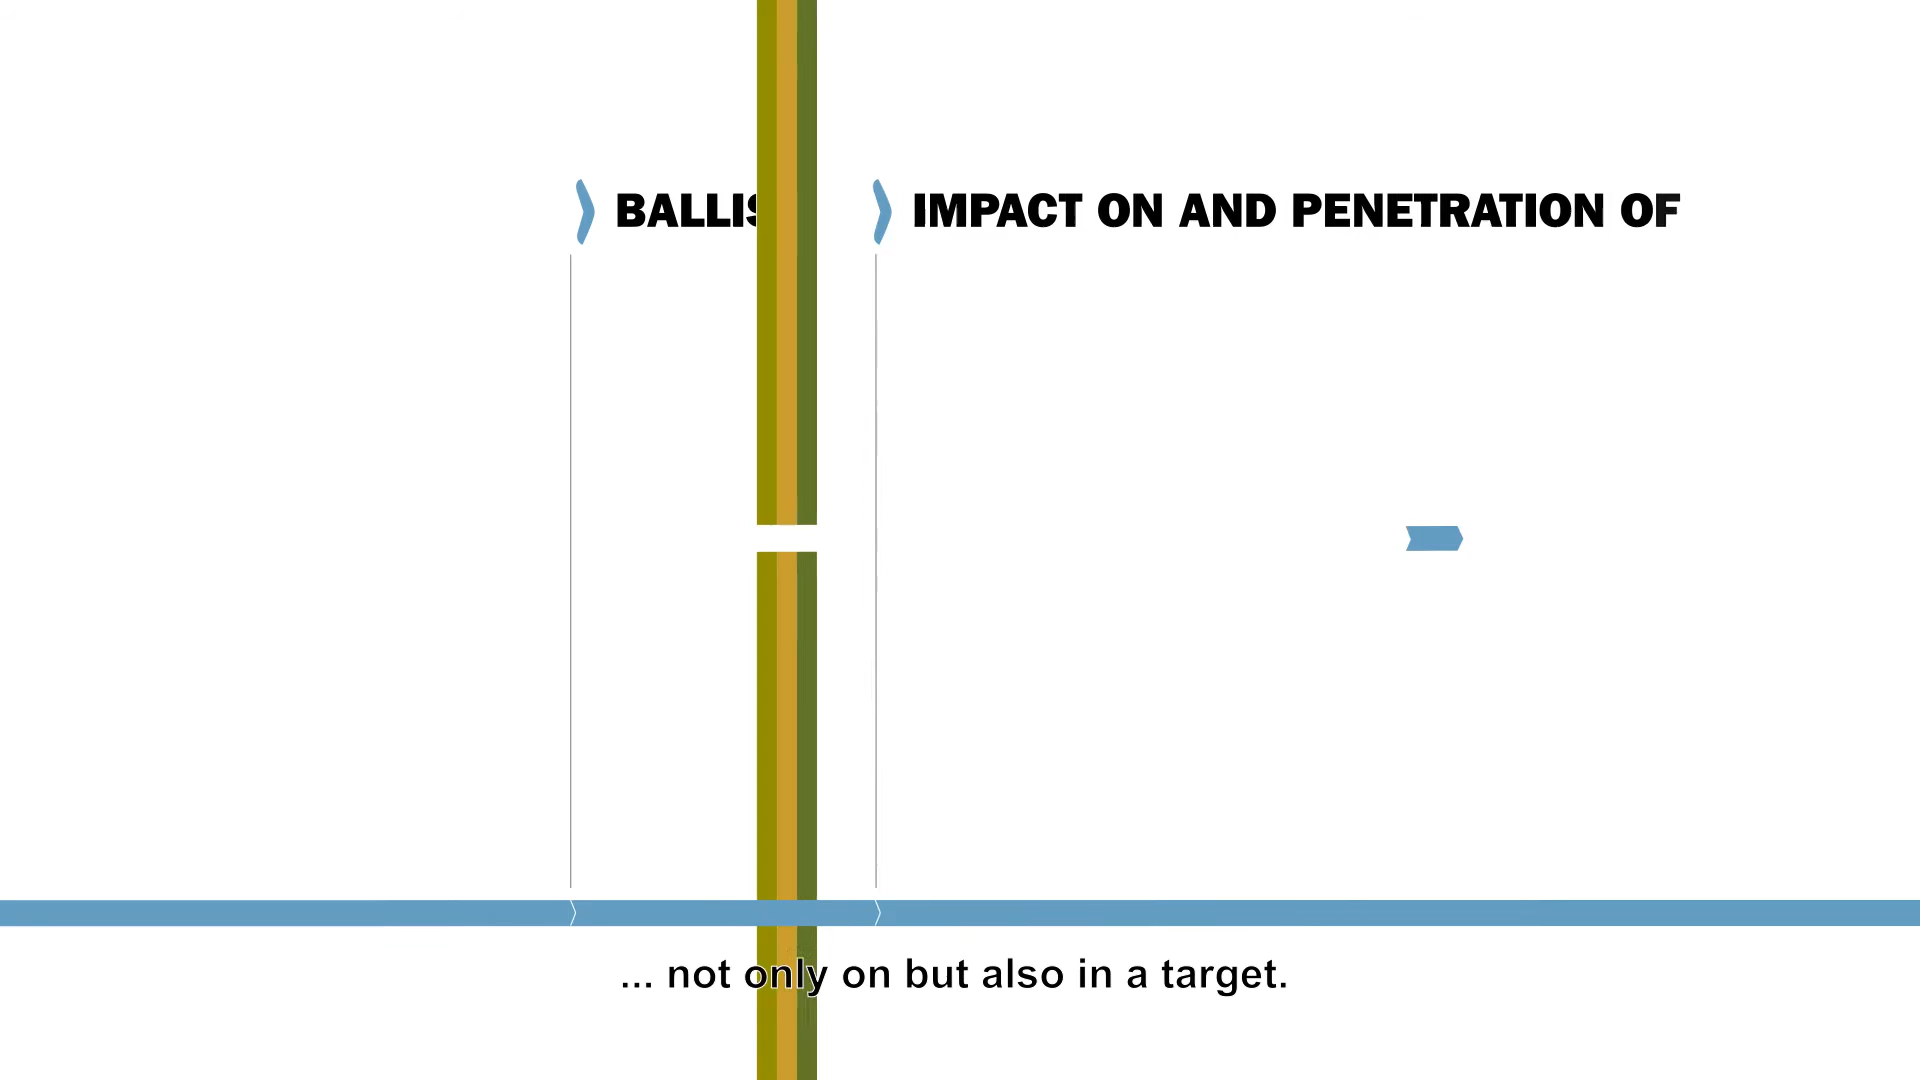 BALLIS
IMPACT ON AND PENETRATION OF
... not only on but also in a target.